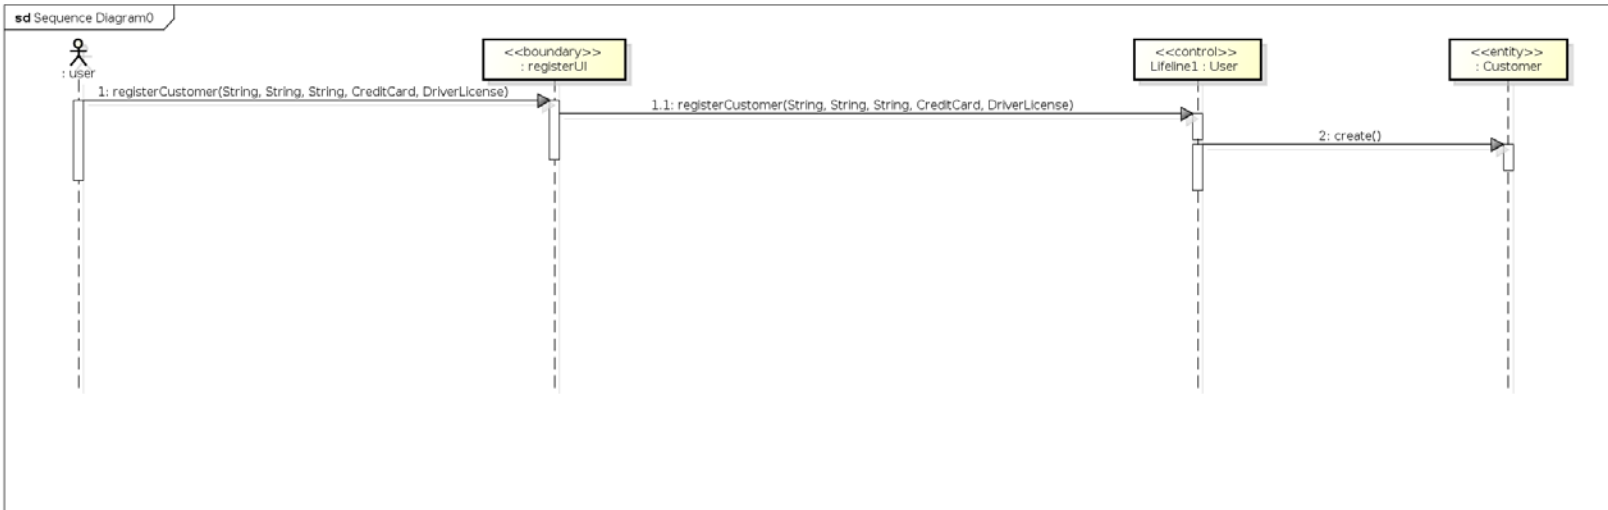 sd Sequence Diagram0
: user
<<boundary>>
: registerUI
<<control>>
Lifeline1 : User
<<entity>>
: Customer
1: registerCustomer(String, String, String, CreditCard, DriverLicense)
1.1: registerCustomer(String, String, String, CreditCard, DriverLicense)
2: create()